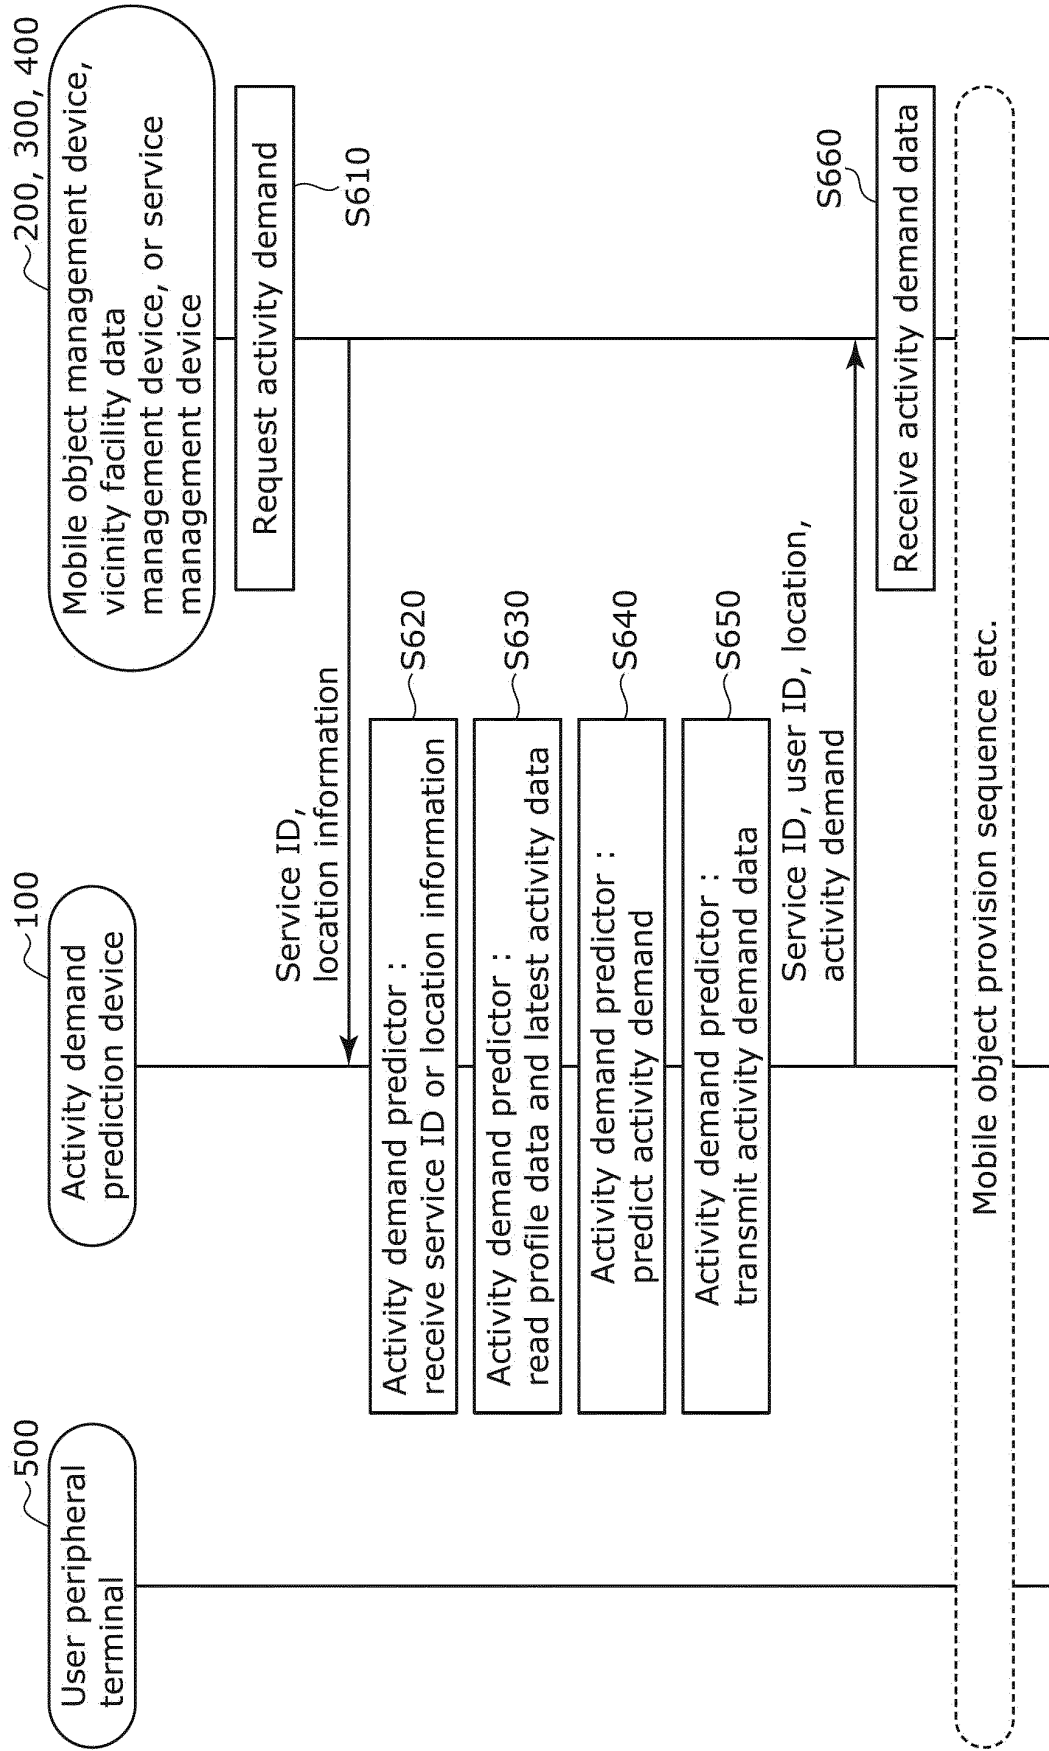 500
User peripheral
terminal
100
Activity demand
prediction device
200, 300, 400
Mobile object management device,
vicinity facility data
management device, or service
management device
Request activity demand
S610
Service ID,
location information
Activity demand predictor :
receive service ID or location information
S620
Activity demand predictor :
read profile data and latest activity data
S630
Activity demand predictor :
predict activity demand
S640
Activity demand predictor :
transmit activity demand data
S650
Service ID, user ID, location,
activity demand
S660
Receive activity demand data
Mobile object provision sequence etc.